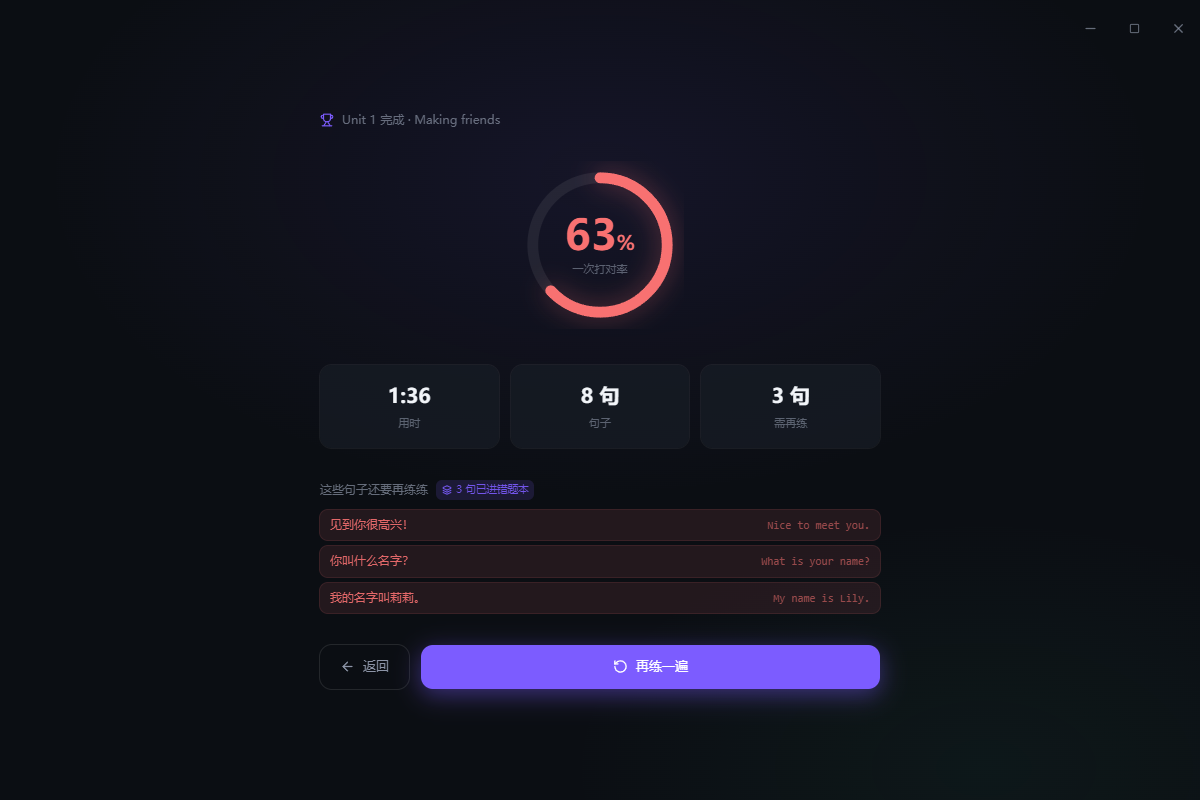 Unit 1 完成 · Making friends
63%
一次打对率
1:36
用时
8 句
句子
3 句
需再练
这些句子还要再练练
3 句已进错题本
见到你很高兴!
Nice to meet you.
你叫什么名字?
What is your name?
我的名字叫莉莉。
My name is Lily.
返回
再练一遍